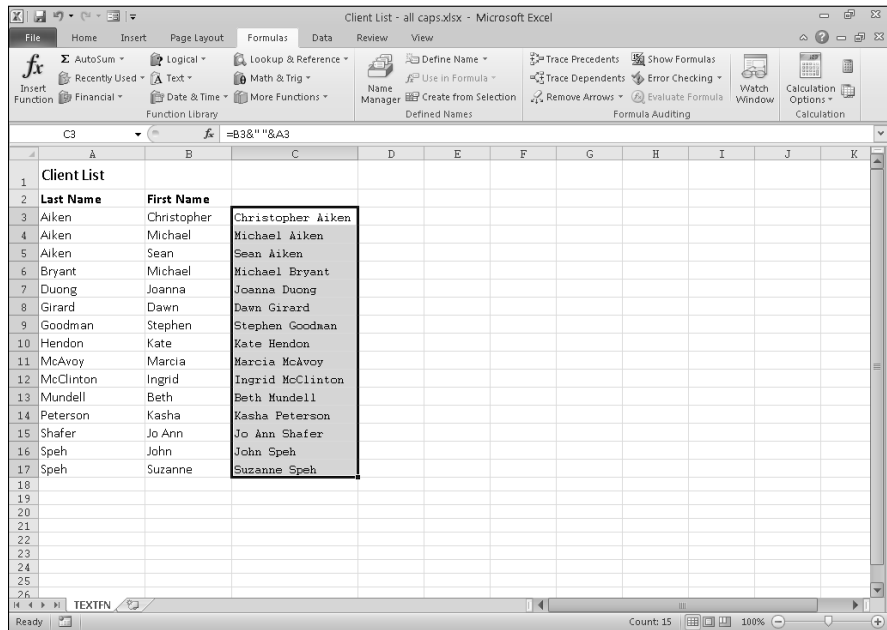 Client List - all caps.xlsx - Microsoft Excel
File Home Insert Page Layout Formulas Data Review View
fx Insert Function
Σ AutoSum
Recently Used
Financial
Logical
Text
Date & Time
Lookup & Reference
Math & Trig
More Functions
Function Library
Name Manager
Define Name
Use in Formula
Create from Selection
Defined Names
Trace Precedents
Trace Dependents
Remove Arrows
Show Formulas
Error Checking
Evaluate Formula
Watch Window
Formula Auditing
Calculation Options
Calculation
C3 fx =B3&" "&A3
A B C D E F G H I J K
1 Client List
2 Last Name First Name
3 Aiken Christopher Christopher Aiken
4 Aiken Michael Michael Aiken
5 Aiken Sean Sean Aiken
6 Bryant Michael Michael Bryant
7 Duong Joanna Joanna Duong
8 Girard Dawn Dawn Girard
9 Goodman Stephen Stephen Goodman
10 Hendon Kate Kate Hendon
11 McAvoy Marcia Marcia McAvoy
12 McClinton Ingrid Ingrid McClinton
13 Mundell Beth Beth Mundell
14 Peterson Kasha Kasha Peterson
15 Shafer Jo Ann Jo Ann Shafer
16 Speh John John Speh
17 Speh Suzanne Suzanne Speh
18
19
20
21
22
23
24
25
26
TEXTFN
Ready Count: 15 100%